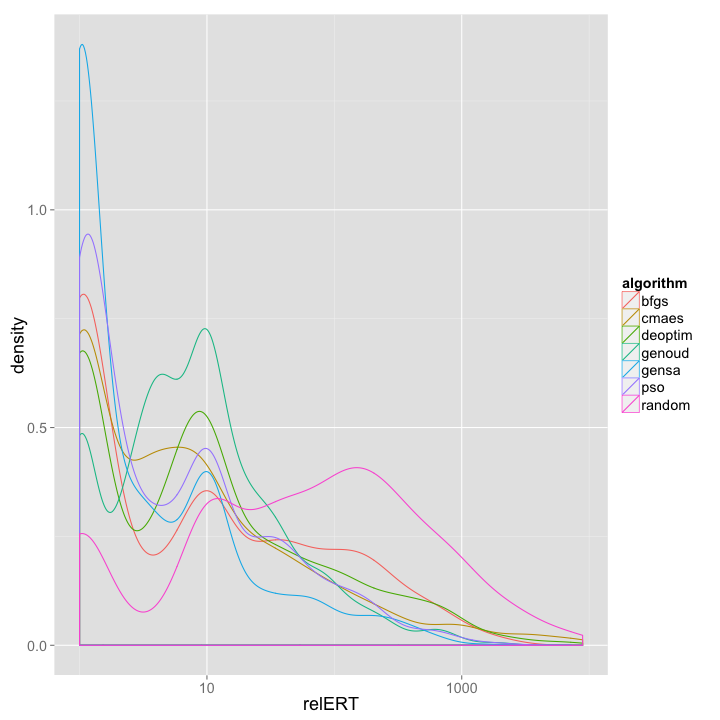 density
1.0
0.5
0.0
10
1000
relERT
algorithm
bfgs
cmaes
deoptim
genoud
gensa
pso
random